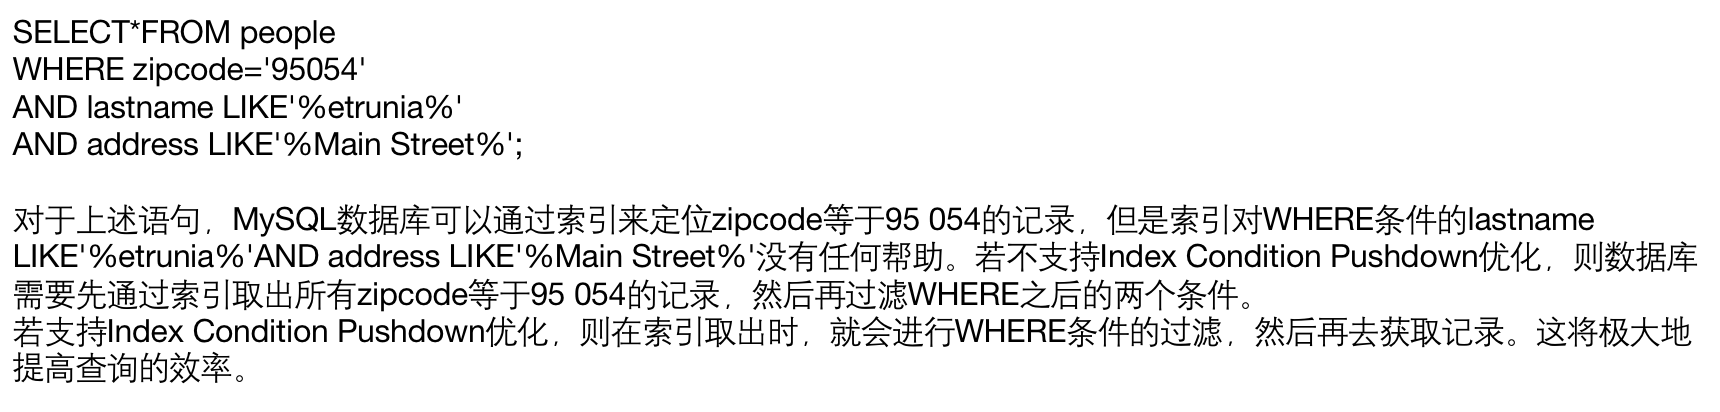 SELECT*FROM people
WHERE zipcode='95054'
AND lastname LIKE'%etrunia%'
AND address LIKE'%Main Street%';
对于上述语句，MySQL数据库可以通过索引来定位zipcode等于95 054的记录，但是索引对WHERE条件的lastname
LIKE'%etrunia%'AND address LIKE'%Main Street%'没有任何帮助。若不支持Index Condition Pushdown优化，则数据库
需要先通过索引取出所有zipcode等于95 054的记录，然后再过滤WHERE之后的两个条件。
若支持Index Condition Pushdown优化，则在索引取出时，就会进行WHERE条件的过滤，然后再去获取记录。这将极大地
提高查询的效率。